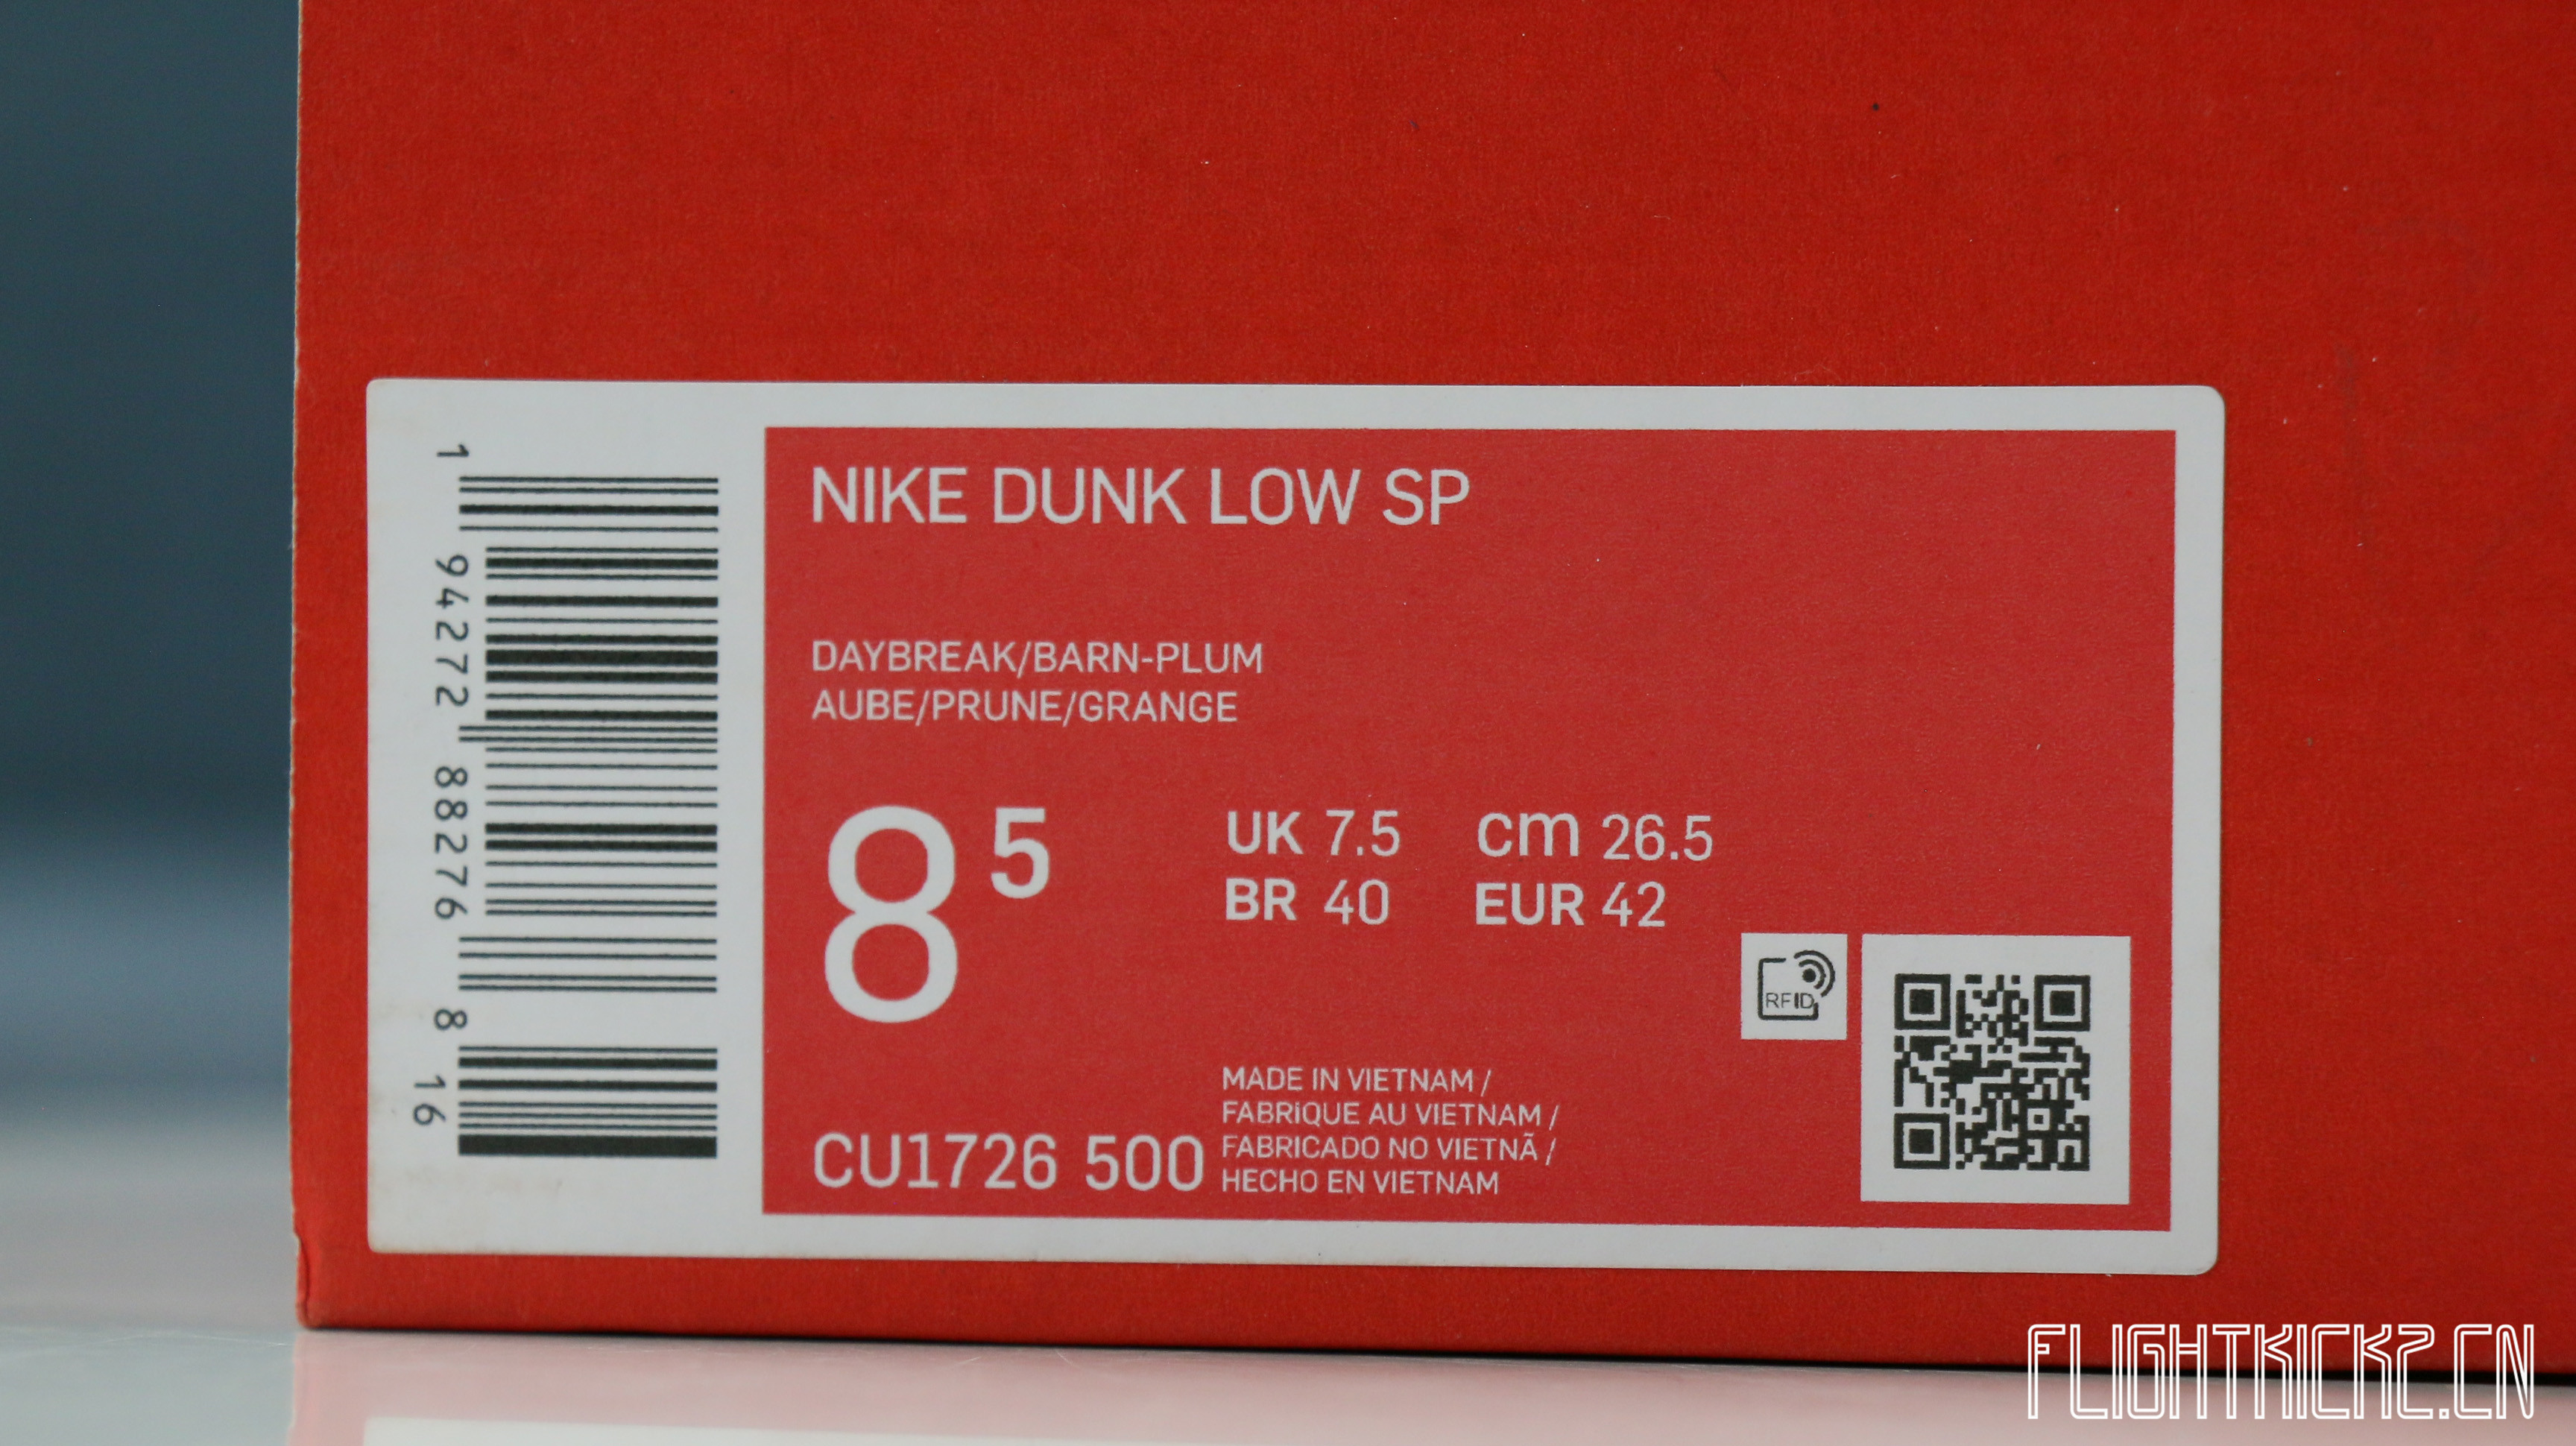 1 94272 88276 8
16
NIKE DUNK LOW SP
DAYBREAK/BARN-PLUM
AUBE/PRUNE/GRANGE
8 5
UK 7.5 cm 26.5
BR 40 EUR 42
RFID
MADE IN VIETNAM /
FABRIQUE AU VIETNAM /
FABRICADO NO VIETNÃ /
HECHO EN VIETNAM
CU1726 500
FLIGHTKICKZ.CN